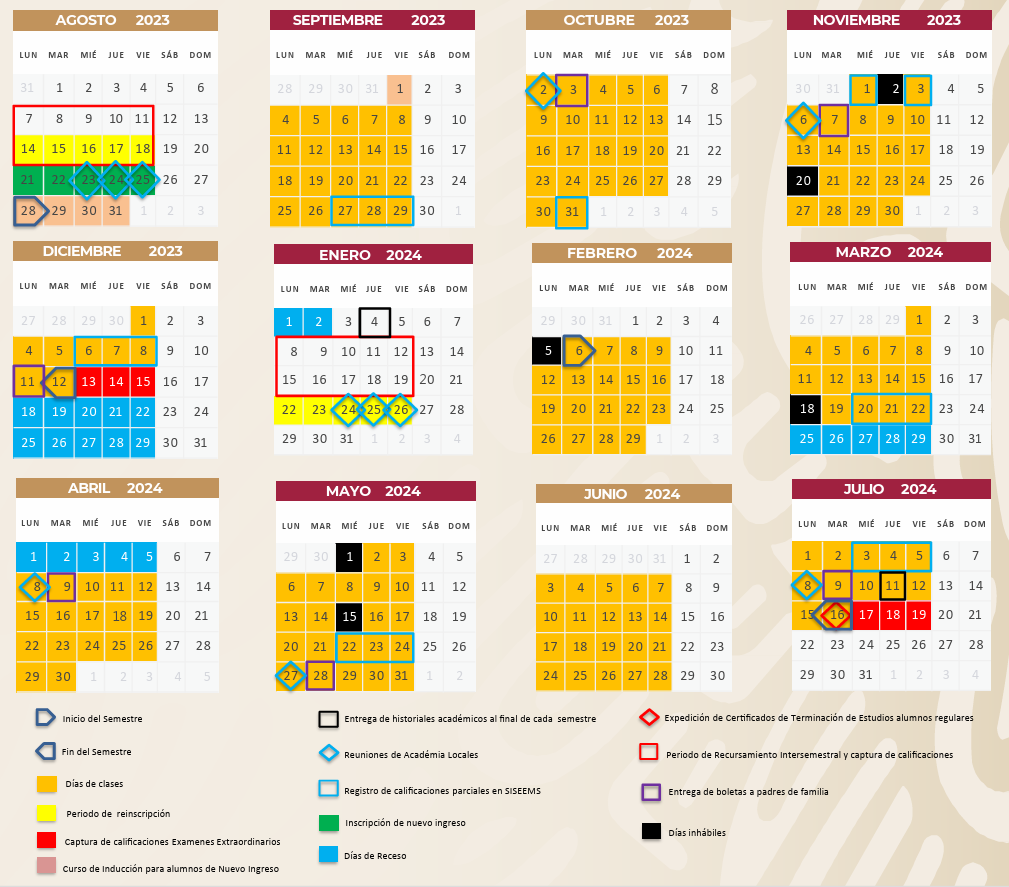 AGOSTO 2023
LUN MAR MIÉ JUE VIE SÁB DOM
31 1 2 3 4 5 6
7 8 9 10 11 12 13
14 15 16 17 18 19 20
21 22 23 24 25 26 27
28 29 30 31 1 2 3
SEPTIEMBRE 2023
LUN MAR MIÉ JUE VIE SÁB DOM
28 29 30 31 1 2 3
4 5 6 7 8 9 10
11 12 13 14 15 16 17
18 19 20 21 22 23 24
25 26 27 28 29 30 1
OCTUBRE 2023
LUN MAR MIÉ JUE VIE SÁB DOM
2 3 4 5 6 7 8
9 10 11 12 13 14 15
16 17 18 19 20 21 22
23 24 25 26 27 28 29
30 31 1 2 3 4 5
NOVIEMBRE 2023
LUN MAR MIÉ JUE VIE SÁB DOM
30 31 1 2 3 4 5
6 7 8 9 10 11 12
13 14 15 16 17 18 19
20 21 22 23 24 25 26
27 28 29 30 1 2 3
DICIEMBRE 2023
LUN MAR MIÉ JUE VIE SÁB DOM
27 28 29 30 1 2 3
4 5 6 7 8 9 10
11 12 13 14 15 16 17
18 19 20 21 22 23 24
25 26 27 28 29 30 31
ENERO 2024
LUN MAR MIÉ JUE VIE SÁB DOM
1 2 3 4 5 6 7
8 9 10 11 12 13 14
15 16 17 18 19 20 21
22 23 24 25 26 27 28
29 30 31 1 2 3 4
FEBRERO 2024
LUN MAR MIÉ JUE VIE SÁB DOM
29 30 31 1 2 3 4
5 6 7 8 9 10 11
12 13 14 15 16 17 18
19 20 21 22 23 24 25
26 27 28 29 1 2 3
MARZO 2024
LUN MAR MIÉ JUE VIE SÁB DOM
26 27 28 29 1 2 3
4 5 6 7 8 9 10
11 12 13 14 15 16 17
18 19 20 21 22 23 24
25 26 27 28 29 30 31
ABRIL 2024
LUN MAR MIÉ JUE VIE SÁB DOM
1 2 3 4 5 6 7
8 9 10 11 12 13 14
15 16 17 18 19 20 21
22 23 24 25 26 27 28
29 30 1 2 3 4 5
MAYO 2024
LUN MAR MIÉ JUE VIE SÁB DOM
29 30 1 2 3 4 5
6 7 8 9 10 11 12
13 14 15 16 17 18 19
20 21 22 23 24 25 26
27 28 29 30 31 1 2
JUNIO 2024
LUN MAR MIÉ JUE VIE SÁB DOM
27 28 29 30 31 1 2
3 4 5 6 7 8 9
10 11 12 13 14 15 16
17 18 19 20 21 22 23
24 25 26 27 28 29 30
JULIO 2024
LUN MAR MIÉ JUE VIE SÁB DOM
1 2 3 4 5 6 7
8 9 10 11 12 13 14
15 16 17 18 19 20 21
22 23 24 25 26 27 28
29 30 31 1 2 3 4
Inicio del Semestre
Fin del Semestre
Días de clases
Periodo de reinscripción
Captura de calificaciones Examenes Extraordinarios
Curso de Inducción para alumnos de Nuevo Ingreso
Entrega de historiales académicos al final de cada semestre
Reuniones de Académia Locales
Registro de calificaciones parciales en SISEEMS
Inscripción de nuevo ingreso
Días de Receso
Expedición de Certificados de Terminación de Estudios alumnos regulares
Periodo de Recursamiento Intersemestral y captura de calificaciones
Entrega de boletas a padres de familia
Días inhábiles